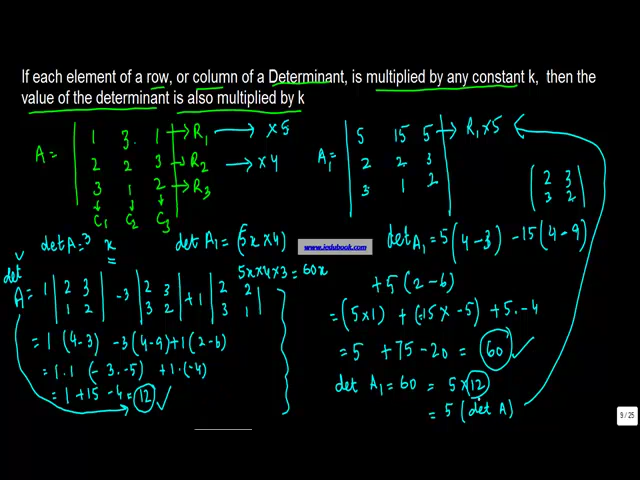 If each element of a row, or column of a Determinant, is multiplied by any constant k, then the
value of the determinant is also multiplied by k
A = | 1 3 1 | → R₁ → ×5
| 2 2 3 | → R₂ → ×4
| 3 1 2 | → R₃
C₁ C₂ C₃
A₁ = | 5 15 5 | → R₁ ×5
| 2 2 3 |
| 3 1 2 |
| 2 3 |
| 3 2 |
det A = 3 x
det A₁ = (5x × 4)
5x × 4 × 3 = 60x
www.iedubook.com
det A₁ = 5 (4 - 3) - 15 (4 - 9)
+ 5 (2 - 6)
= (5×1) + (-15 × -5) + 5. -4
= 5 + 75 - 20 = 60
det A₁ = 60 = 5 × 12
= 5 (det A)
det
A = 1 | 2 3 | -3 | 2 3 | + 1 | 2 2 |
| 1 2 | | 3 2 | | 3 1 |
= 1 (4-3) -3 (4-9) + 1 (2-6)
= 1.1 (- 3. -5) + 1. (-4)
= 1 + 15 - 4 = 12
9 / 25